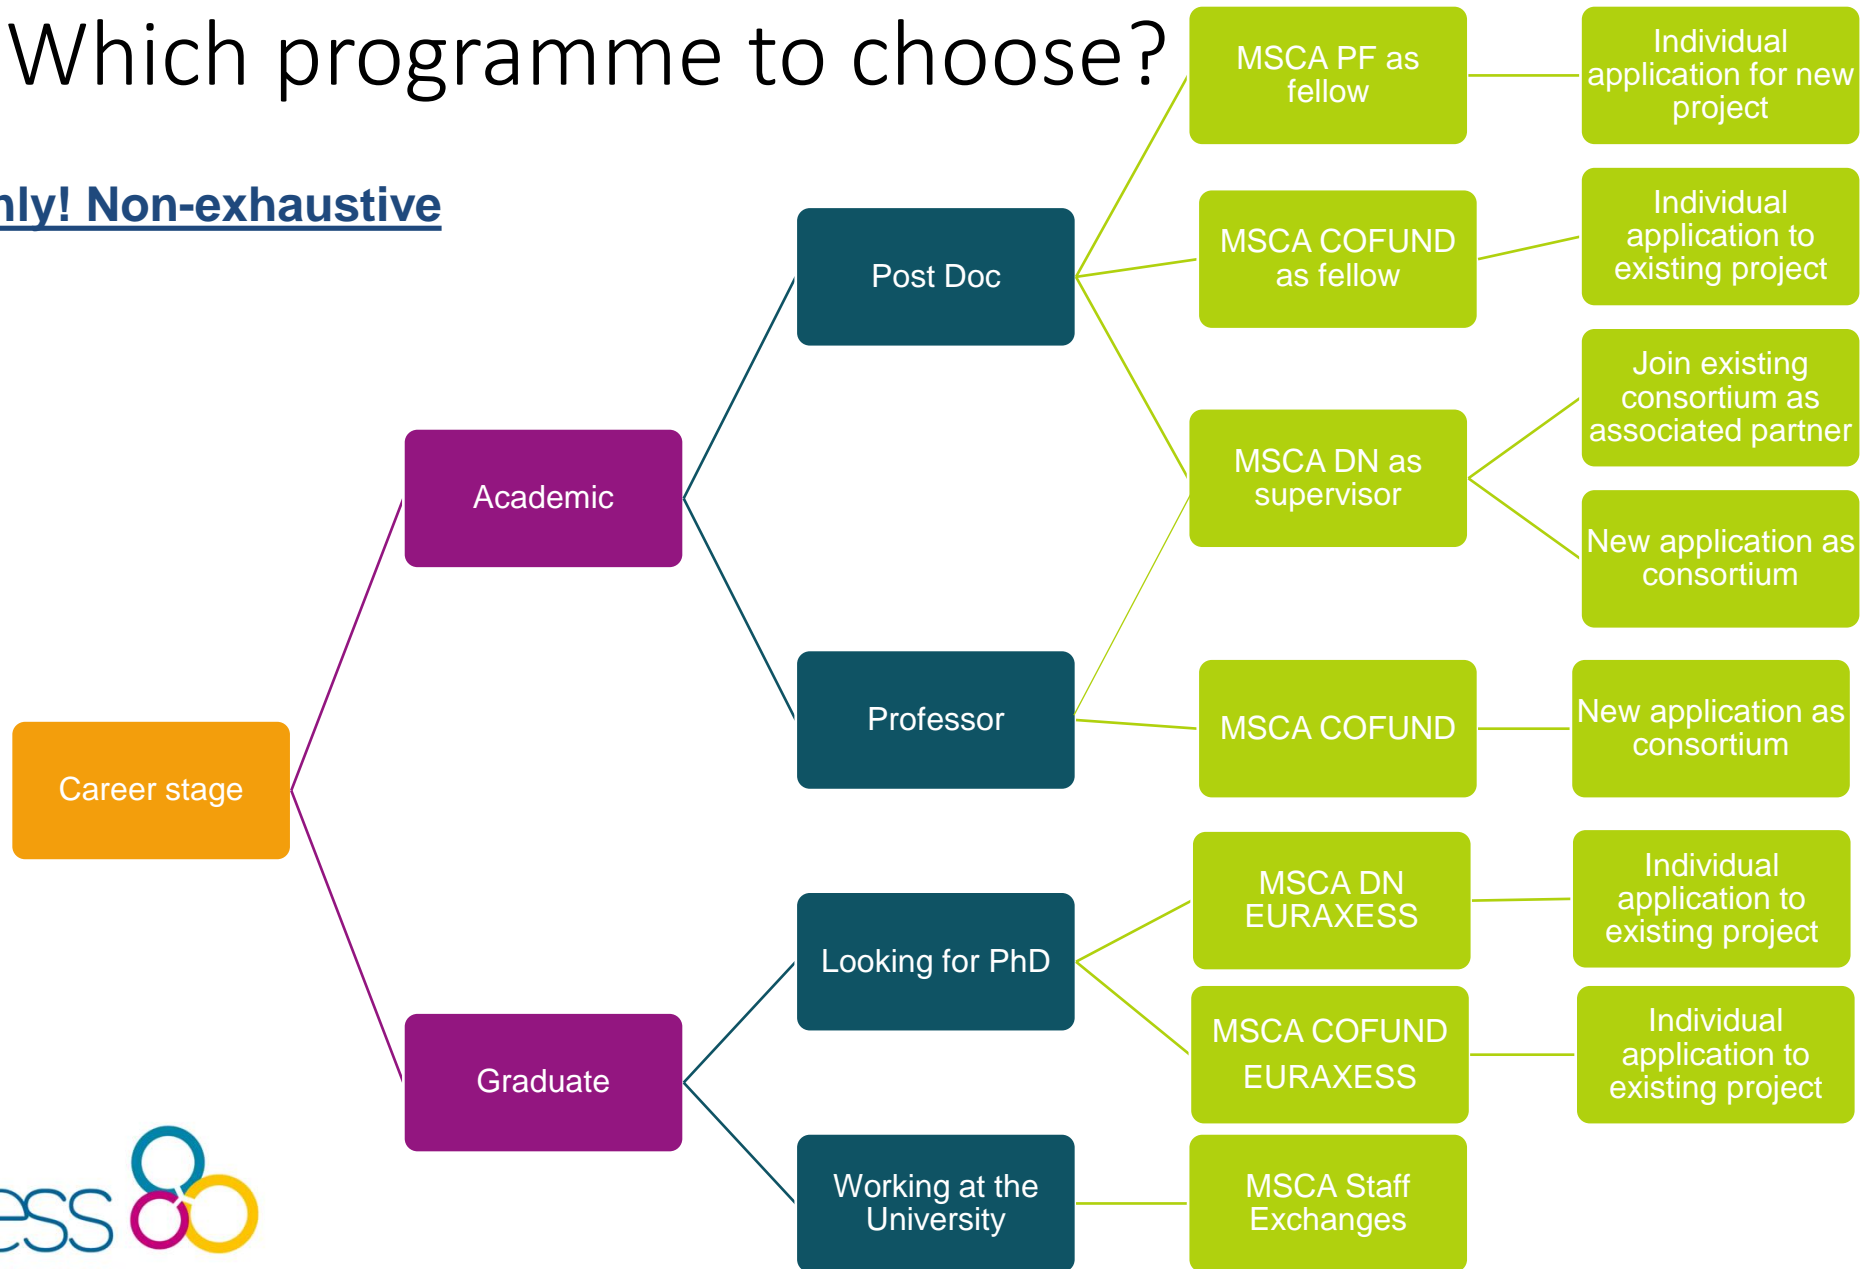 Which programme to choose?
Non-exhaustive
MSCA PF as
fellow
Individual
application for new
project
MSCA COFUND
as fellow
Individual
application to
existing project
Post Doc
Join existing
consortium as
associated partner
MSCA DN as
supervisor
New application as
consortium
Academic
Professor
MSCA COFUND
New application as
consortium
Career stage
MSCA DN
EURAXESS
Individual
application to
existing project
Looking for PhD
MSCA COFUND
EURAXESS
Individual
application to
existing project
Graduate
Working at the
University
MSCA Staff
Exchanges